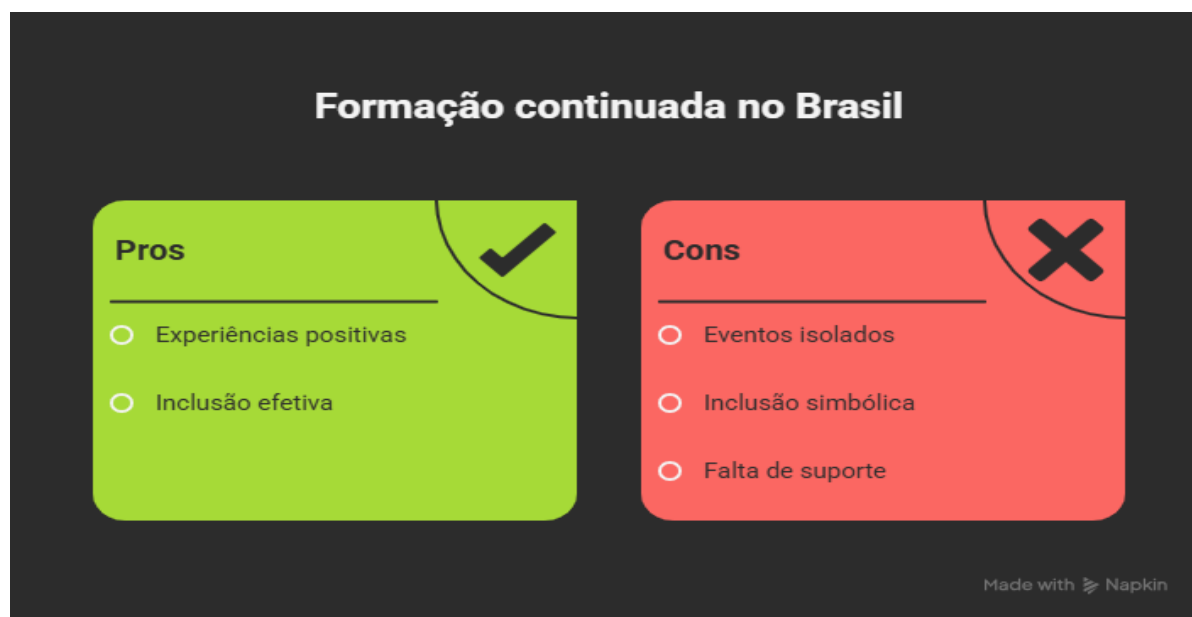 Formação continuada no Brasil
Pros
Experiências positivas
Inclusão efetiva
Cons
Eventos isolados
Inclusão simbólica
Falta de suporte
Made with Napkin